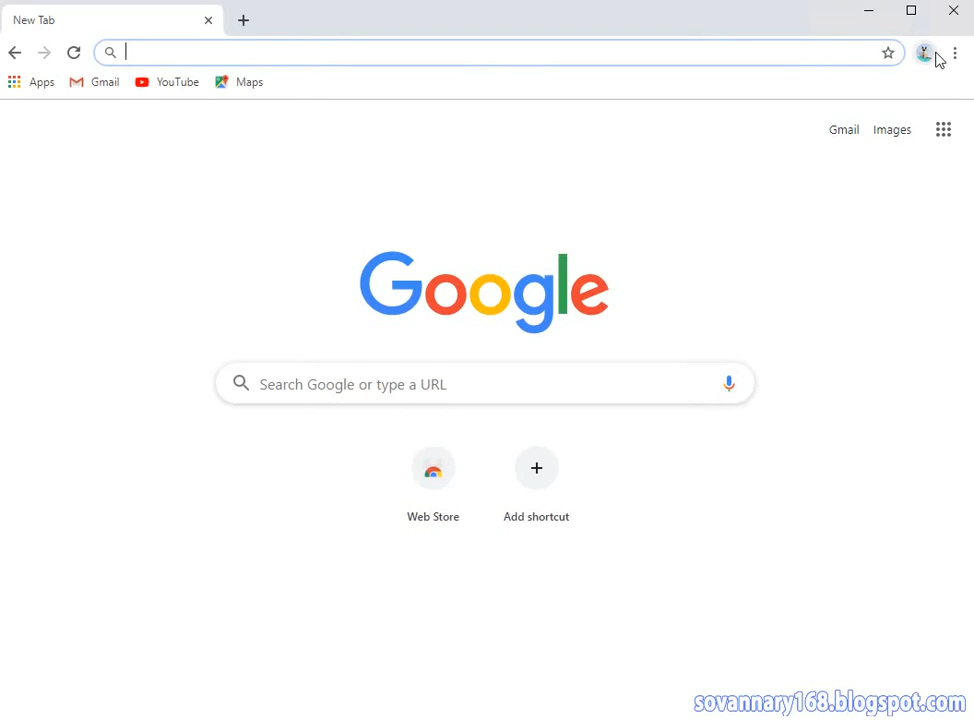 New Tab
Apps Gmail YouTube Maps
Gmail Images
Google
Search Google or type a URL
Web Store Add shortcut
sovannary168.blogspot.com